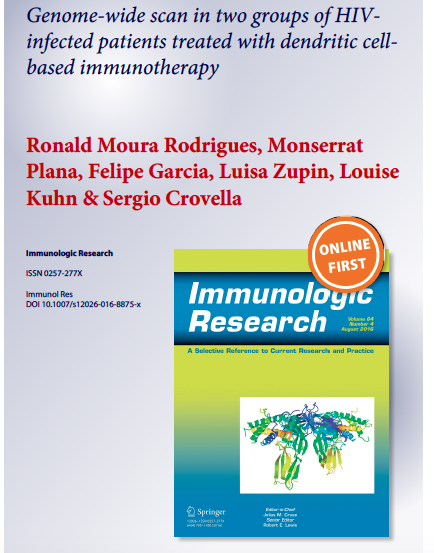 Genome-wide scan in two groups of HIV-
infected patients treated with dendritic cell-
based immunotherapy
Ronald Moura Rodrigues, Monserrat
Plana, Felipe Garcia, Luisa Zupin, Louise
Kuhn & Sergio Crovella
Immunologic Research
ISSN 0257-277X
Immunol Res
DOI 10.1007/s12026-016-8875-x
ONLINE
FIRST
Immunologic
Research
Volume 64
Number 4
August 2016
A Selective Reference to Current Research and Practice
Springer
Editor-in-Chief
Julius M. Cruse
Senior Editor
Robert E. Lewis